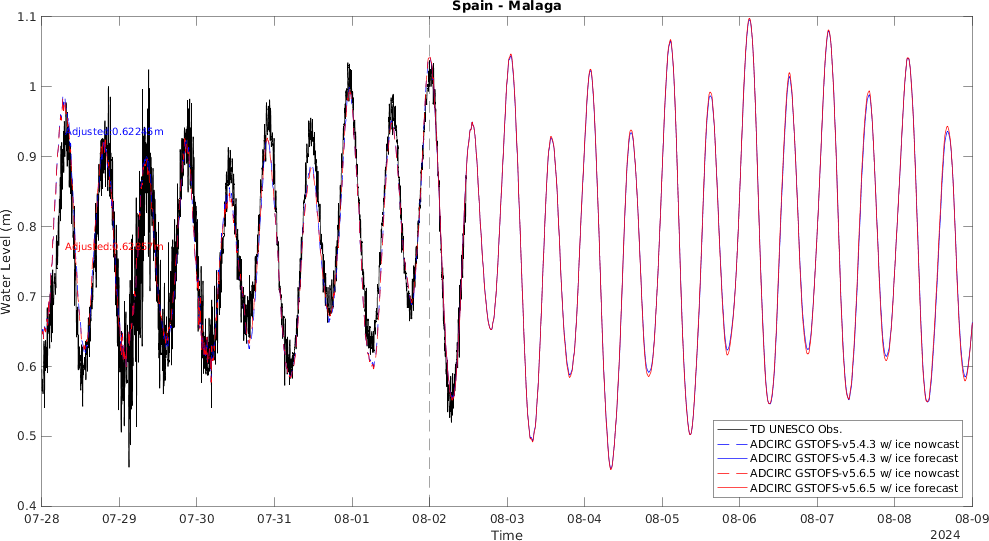 Spain - Malaga
1.1
1
0.9
0.8
0.7
0.6
0.5
0.4
Water Level (m)
Adjusted:0.62245m
TD UNESCO Obs.
ADCIRC GSTOFS-v5.4.3 w/ ice nowcast
ADCIRC GSTOFS-v5.4.3 w/ ice forecast
ADCIRC GSTOFS-v5.6.5 w/ ice nowcast
ADCIRC GSTOFS-v5.6.5 w/ ice forecast
07-28 07-29 07-30 07-31 08-01 08-02 08-03 08-04 08-05 08-06 08-07 08-08 08-09
Time
2024